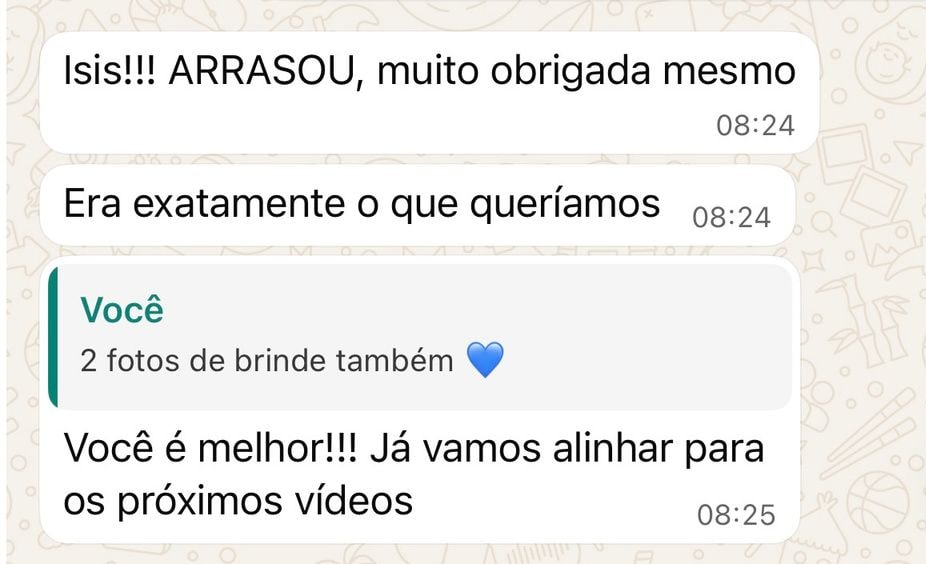 Isis!!! ARRASOU, muito obrigada mesmo
08:24
Era exatamente o que queríamos 08:24
Você
2 fotos de brinde também 💙
Você é melhor!!! Já vamos alinhar para
os próximos vídeos 08:25